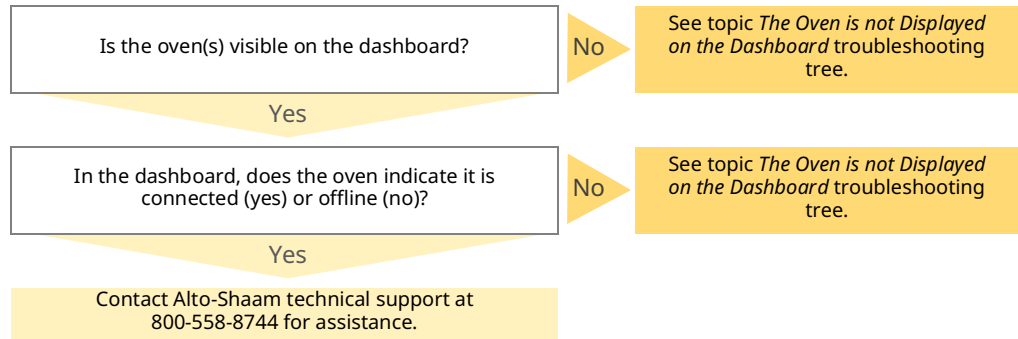 Is the oven(s) visible on the dashboard?
No
See topic The Oven is not Displayed
on the Dashboard troubleshooting
tree.
Yes
In the dashboard, does the oven indicate it is
connected (yes) or offline (no)?
No
See topic The Oven is not Displayed
on the Dashboard troubleshooting
tree.
Yes
Contact Alto-Shaam technical support at
800-558-8744 for assistance.